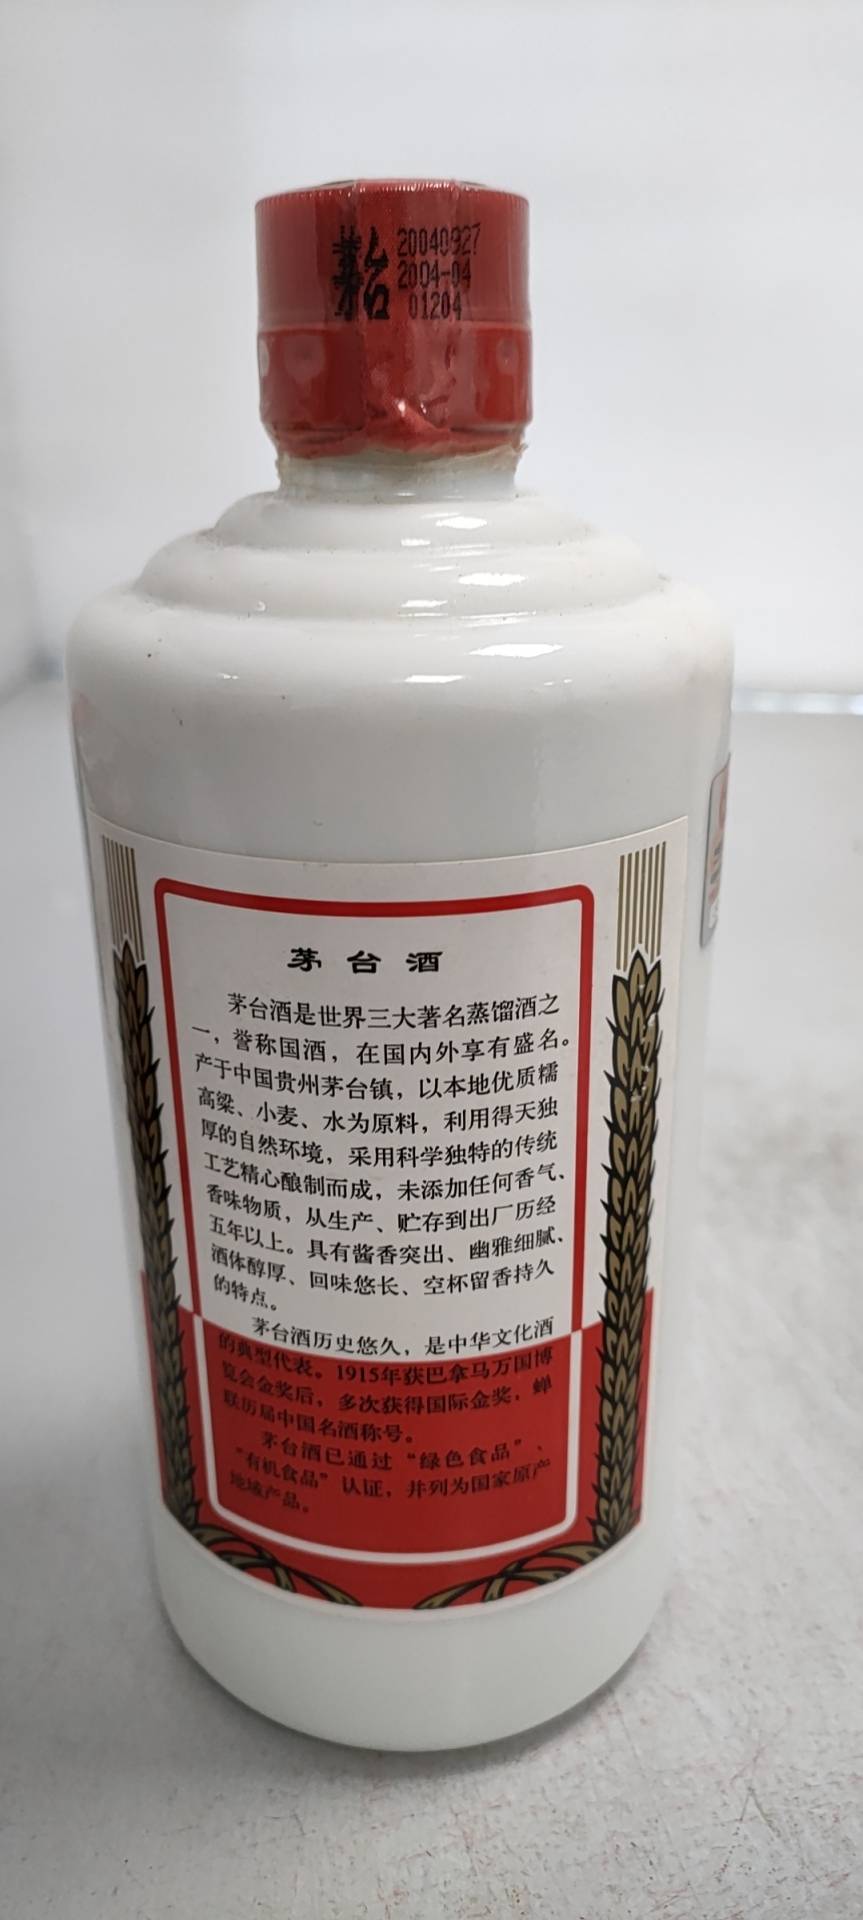 茅台
20040927
2004-04
01204
茅台酒
茅台酒是世界三大著名蒸馏酒之
一，誉称国酒，在国内外享有盛名。
产于中国贵州茅台镇，以本地优质糯
高粱、小麦、水为原料，利用得天独
厚的自然环境，采用科学独特的传统
工艺精心酿制而成，未添加任何香气、
香味物质，从生产、贮存到出厂历经
五年以上。具有酱香突出、幽雅细腻、
酒体醇厚、回味悠长、空杯留香持久
的特点。
茅台酒历史悠久，是中华文化酒
的典型代表。1915年获巴拿马万国博
览会金奖后，多次获得国际金奖，蝉
联历届中国名酒称号。
茅台酒已通过“绿色食品”、
“有机食品”认证，并列为国家原产
地域产品。